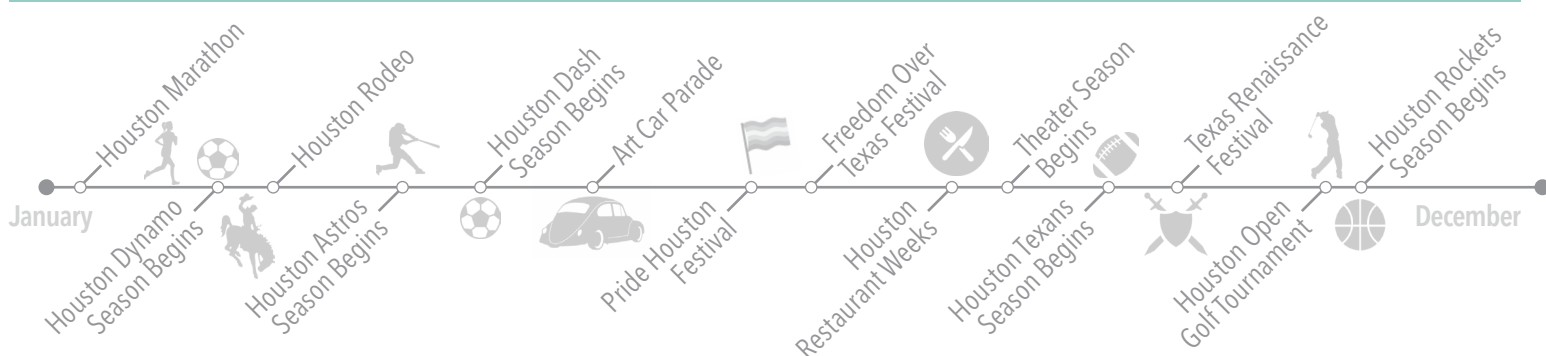 January
Houston Marathon
Houston Dynamo
Season Begins
Houston Rodeo
Houston Astros
Season Begins
Houston Dash
Season Begins
Art Car Parade
Pride Houston
Festival
Freedom Over
Texas Festival
Houston
Restaurant Weeks
Theater Season
Begins
Houston Texans
Season Begins
Texas Renaissance
Festival
Houston Open
Golf Tournament
Houston Rockets
Season Begins
December